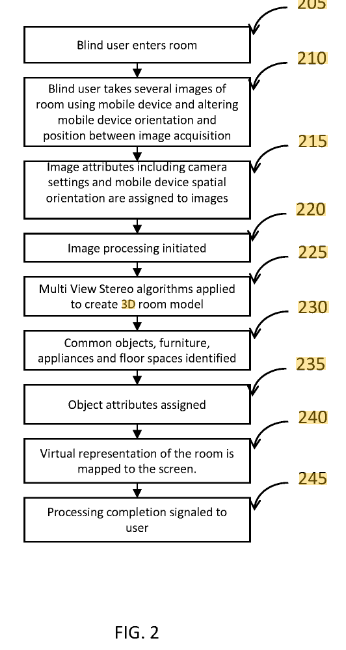 205
Blind user enters room
210
Blind user takes several images of
room using mobile device and altering
mobile device orientation and
position between image acquisition
215
Image attributes including camera
settings and mobile device spatial
orientation are assigned to images
220
Image processing initiated
225
Multi View Stereo algorithms applied
to create 3D room model
230
Common objects, furniture,
appliances and floor spaces identified
235
Object attributes assigned
240
Virtual representation of the room is
mapped to the screen.
245
Processing completion signaled to
user
FIG. 2